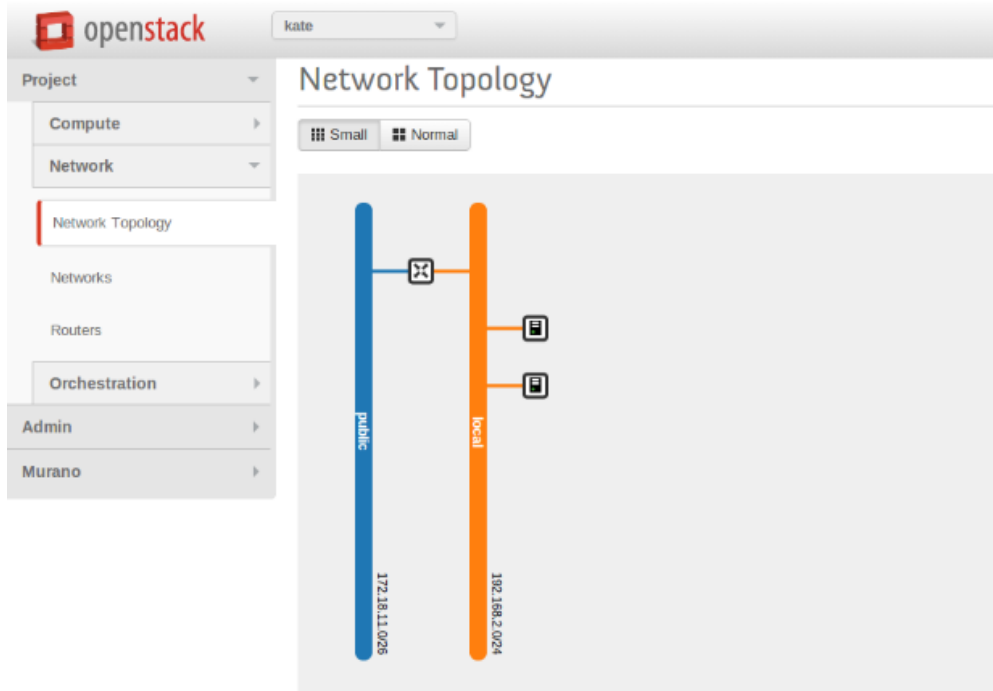 openstack
kate
Project
Compute
Network
Network Topology
Networks
Routers
Orchestration
Admin
Murano
Network Topology
Small
Normal
public
172.18.11.0/26
local
192.168.2.0/24